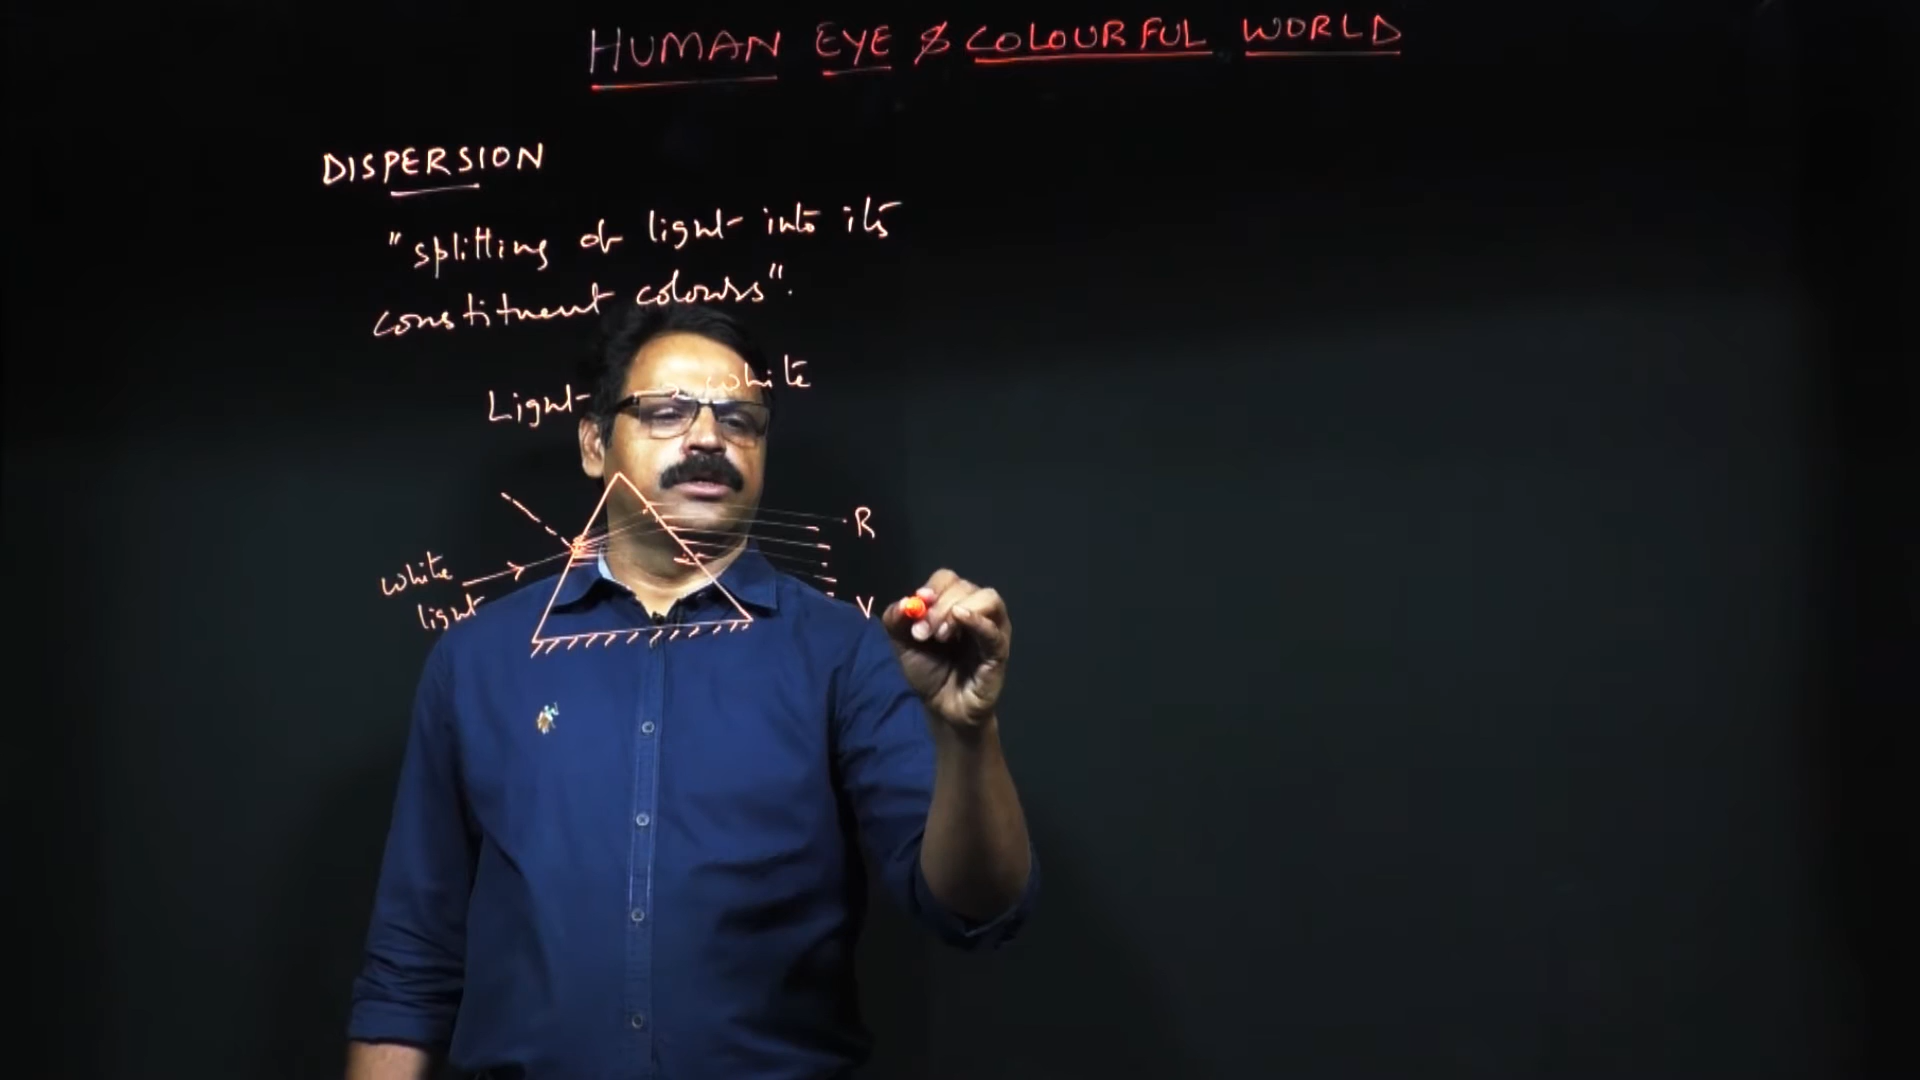 HUMAN EYE & COLOURFUL WORLD
DISPERSION
"splitting of light into its
constituent colours".
Light → white
R
white
light
V